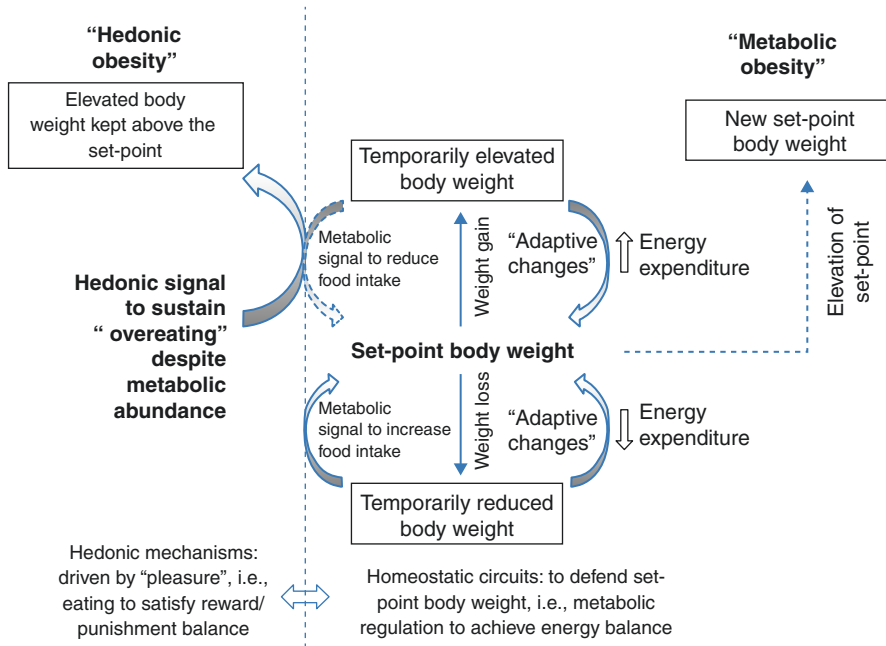 “Hedonic
obesity”
Elevated body
weight kept above the
set-point
“Metabolic
obesity”
New set-point
body weight
Temporarily elevated
body weight
Metabolic
signal to reduce
food intake
Weight gain
“Adaptive
changes”
Energy
expenditure
Elevation of
set-point
Hedonic signal
to sustain
“ overeating”
despite
metabolic
abundance
Set-point body weight
Metabolic
signal to increase
food intake
Weight loss
“Adaptive
changes”
Energy
expenditure
Temporarily reduced
body weight
Hedonic mechanisms:
driven by “pleasure”, i.e.,
eating to satisfy reward/
punishment balance
Homeostatic circuits: to defend set-
point body weight, i.e., metabolic
regulation to achieve energy balance